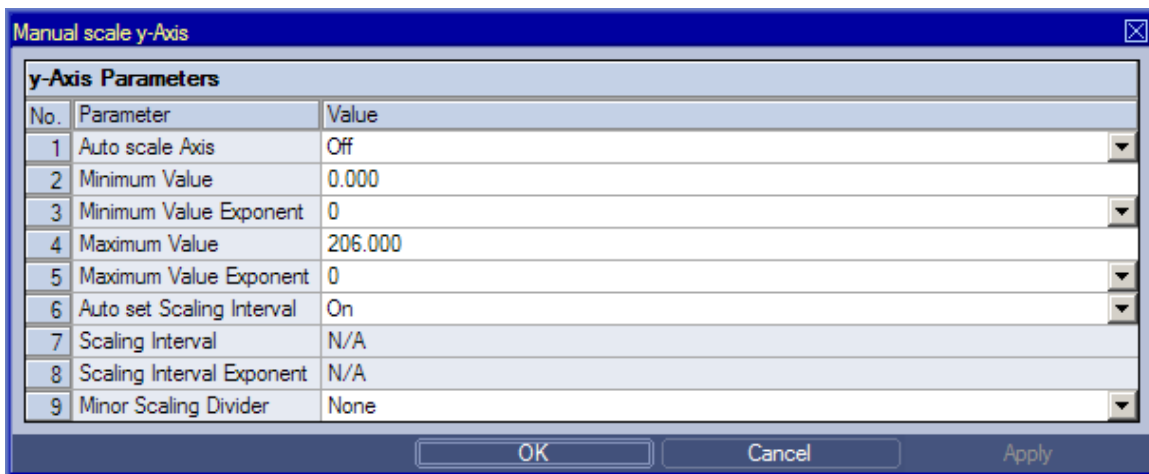 Manual scale y-Axis
y-Axis Parameters
No. Parameter Value
1 Auto scale Axis Off
2 Minimum Value 0.000
3 Minimum Value Exponent 0
4 Maximum Value 206.000
5 Maximum Value Exponent 0
6 Auto set Scaling Interval On
7 Scaling Interval N/A
8 Scaling Interval Exponent N/A
9 Minor Scaling Divider None
OK Cancel Apply